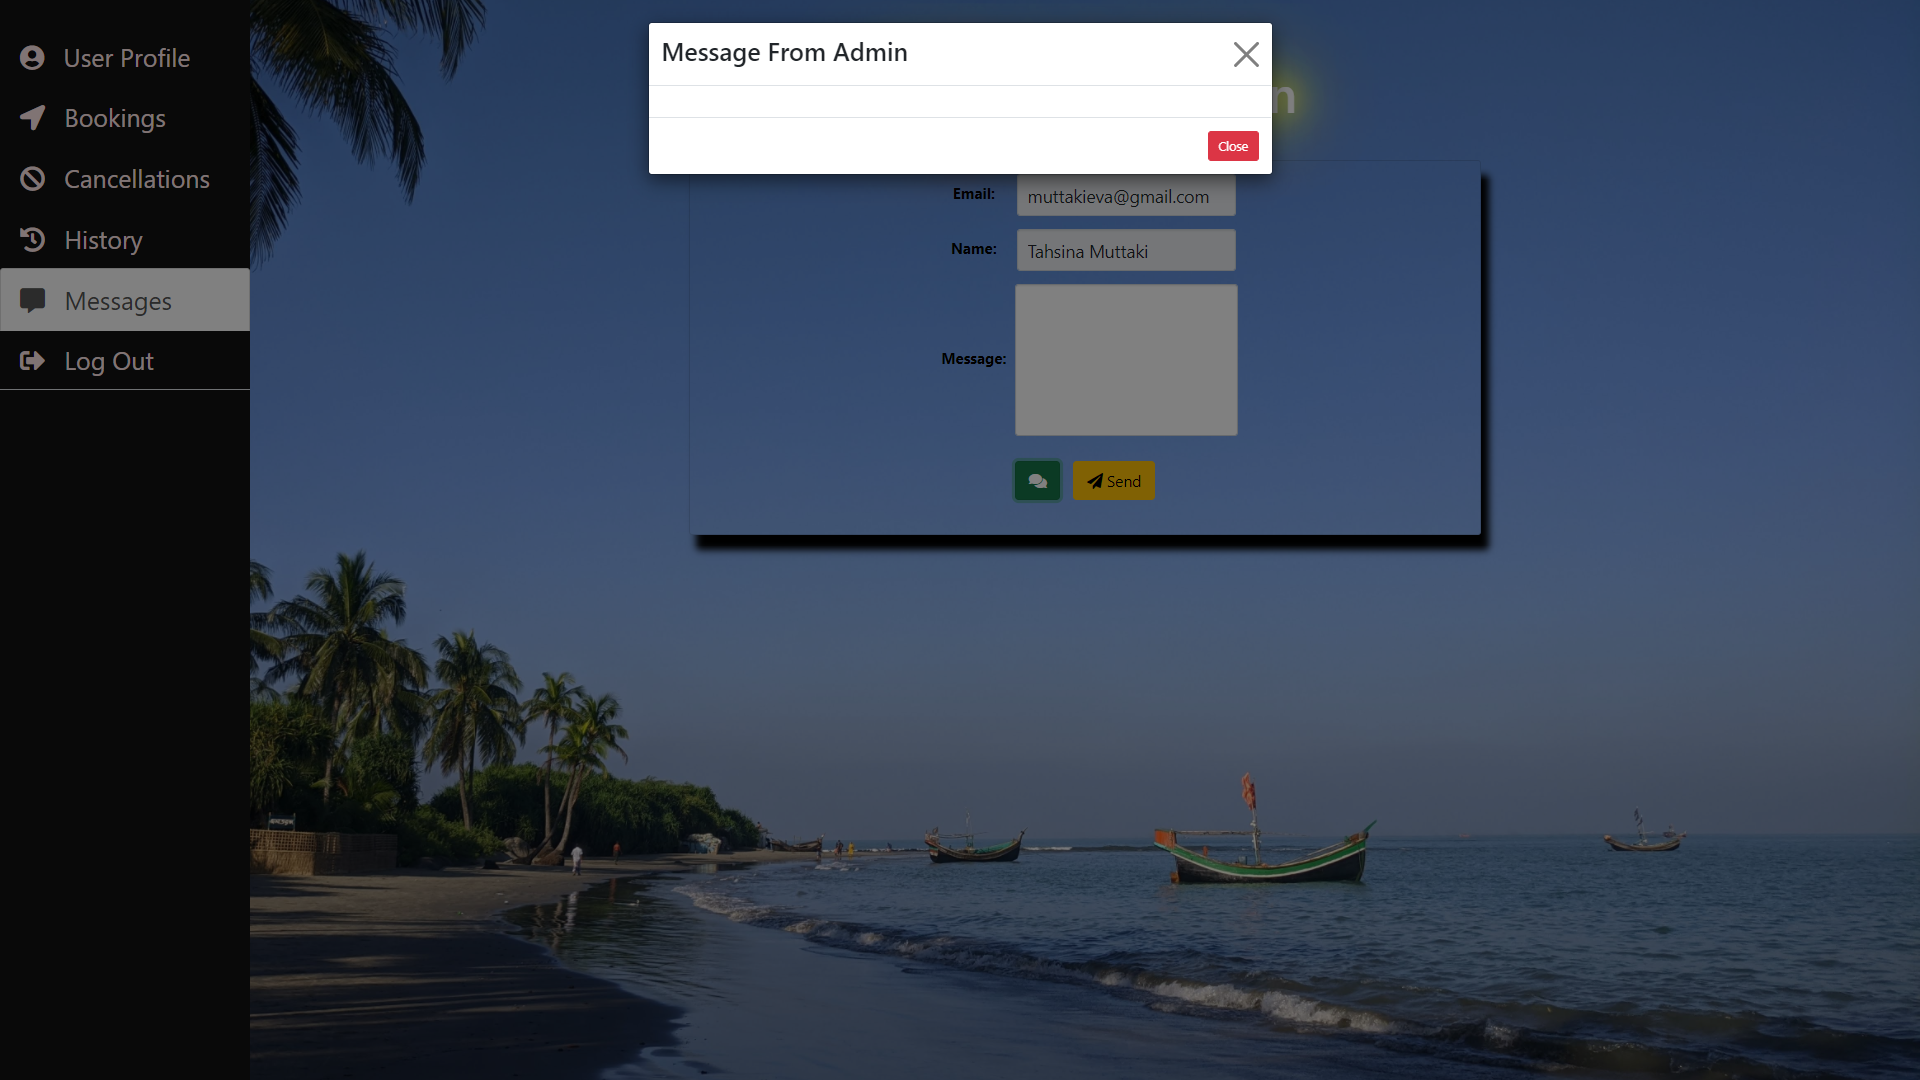 User Profile
Bookings
Cancellations
History
Messages
Log Out
Message From Admin
Close
Email:
muttakieva@gmail.com
Name:
Tahsina Muttaki
Message:
Send